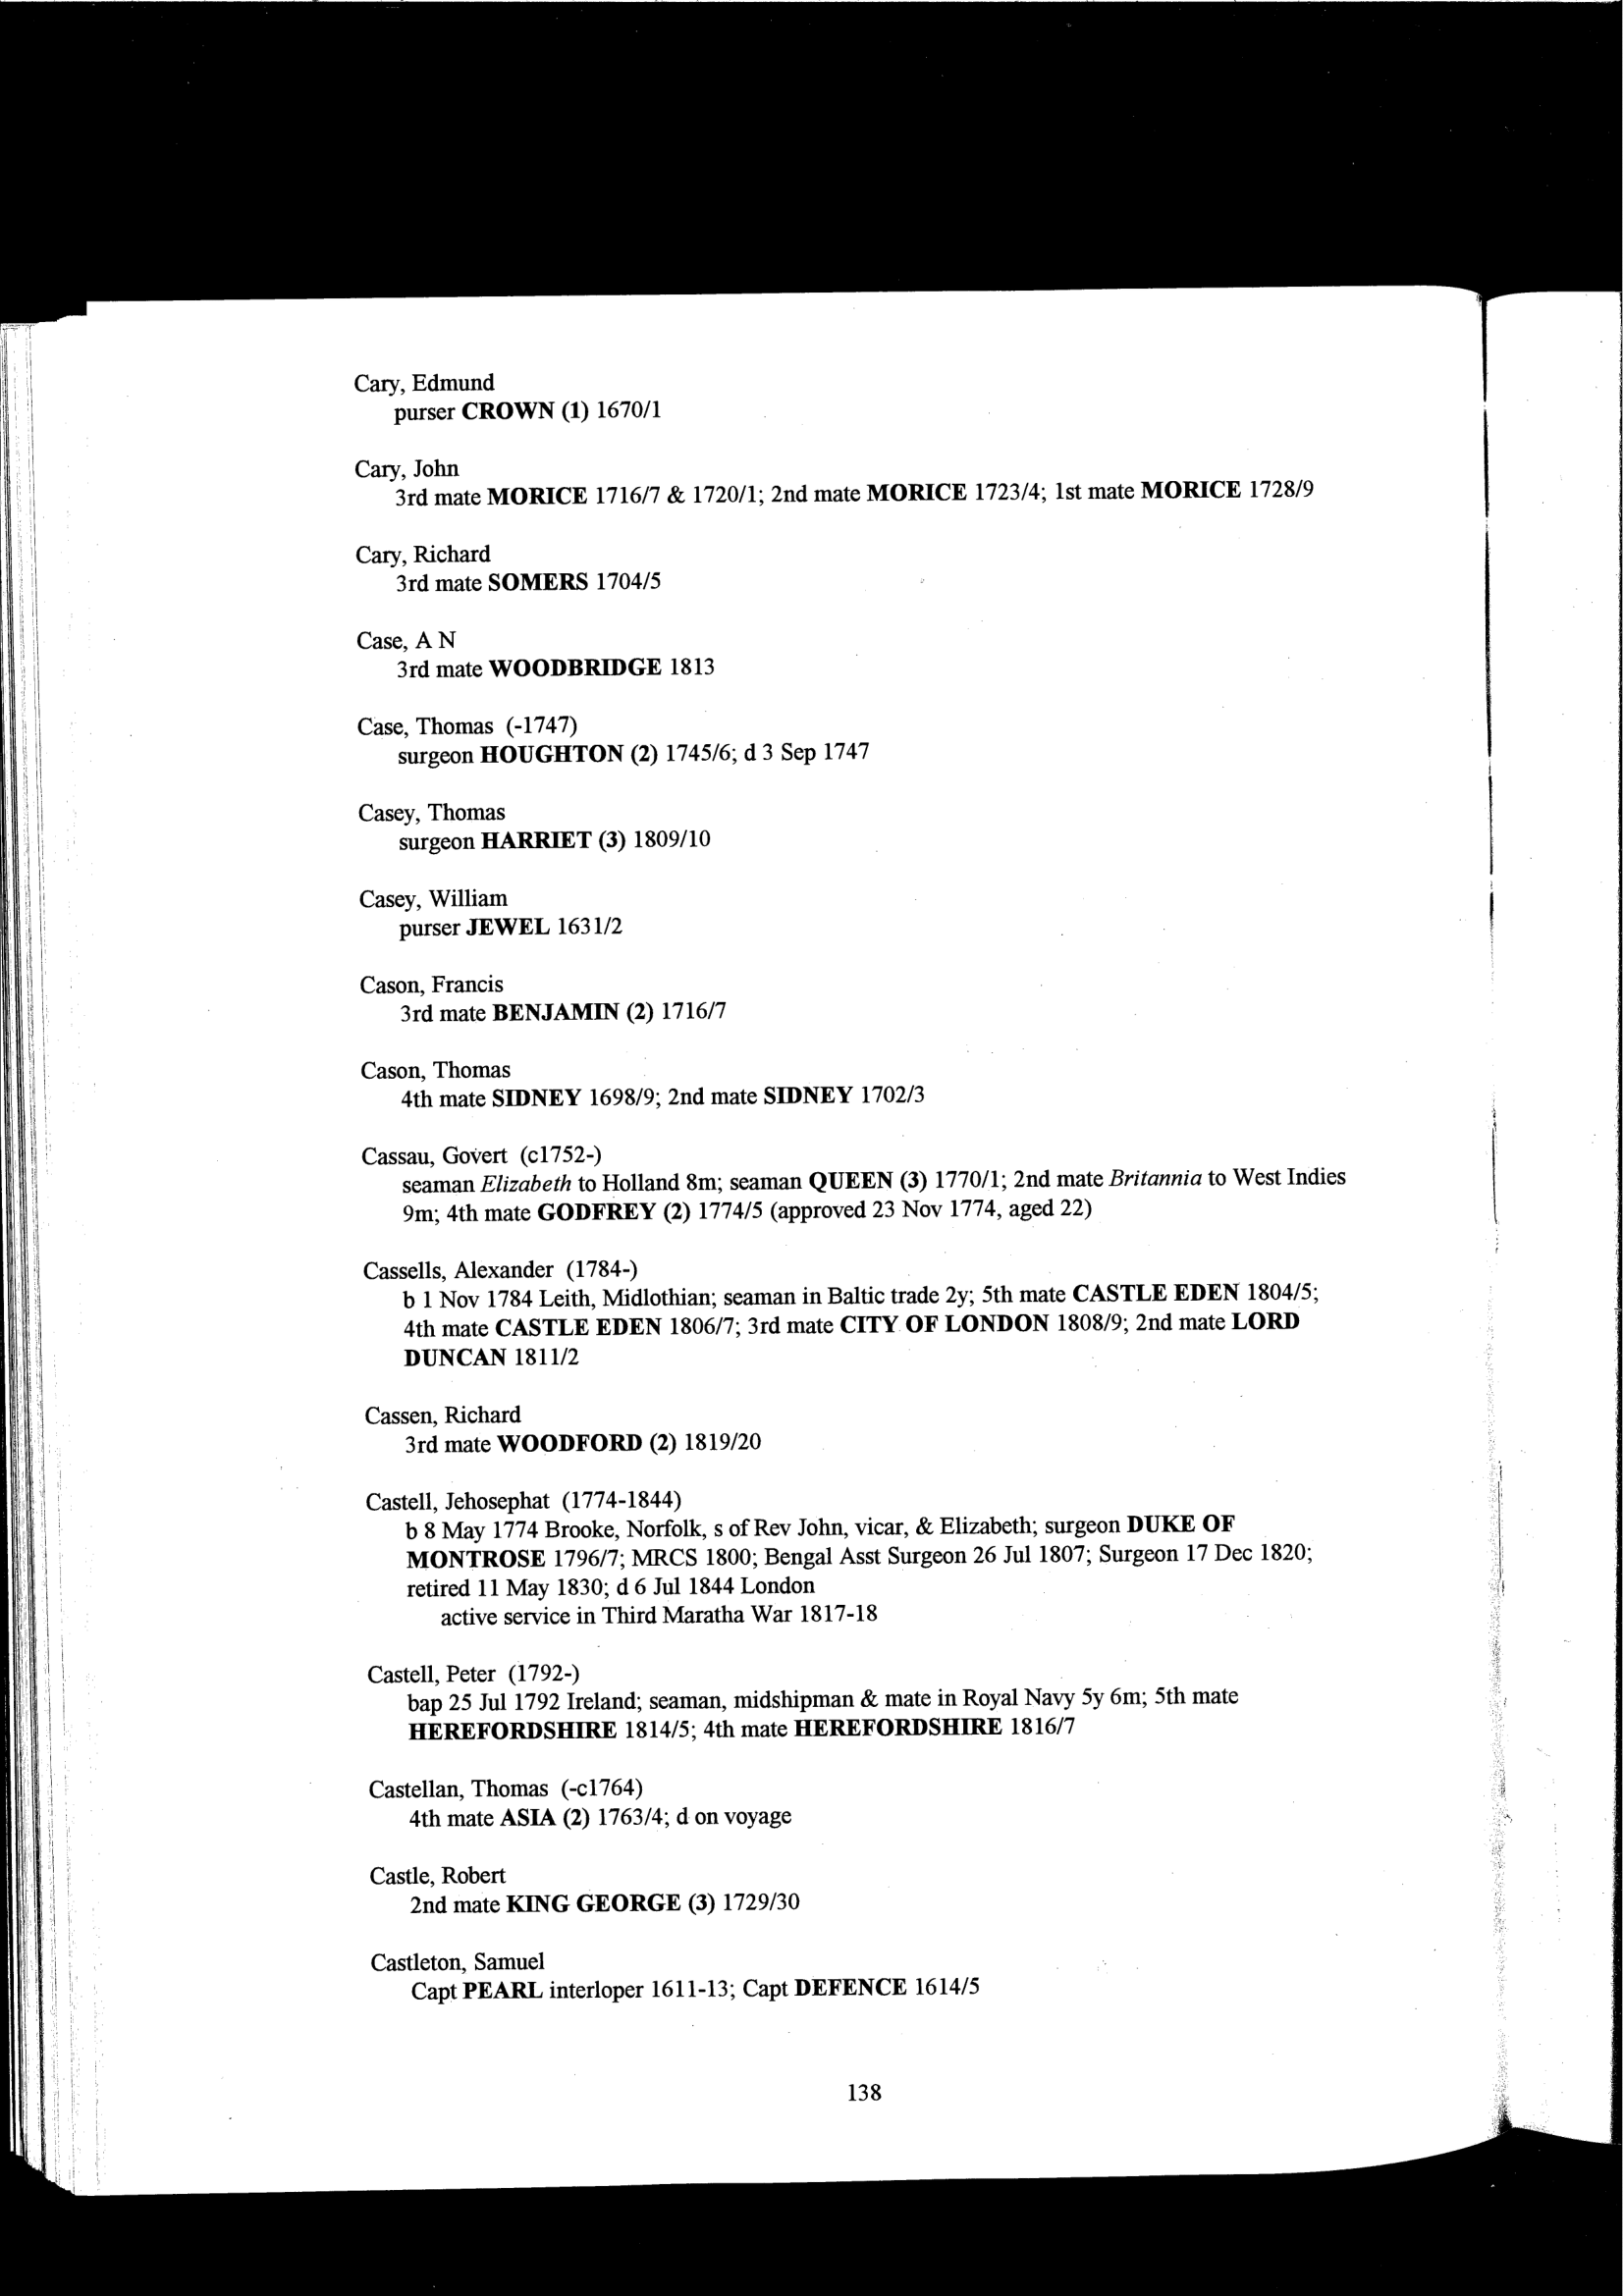 Cary, Edmund
purser CROWN (1) 1670/1
Cary, John
3rd mate MORICE 1716/7 & 1720/1; 2nd mate MORICE 1723/4; 1st mate MORICE 1728/9
Cary, Richard
3rd mate SOMERS 1704/5
Case, A N
3rd mate WOODBRIDGE 1813
Case, Thomas (-1747)
surgeon HOUGHTON (2) 1745/6; d 3 Sep 1747
Casey, Thomas
surgeon HARRIET (3) 1809/10
Casey, William
purser JEWEL 1631/2
Cason, Francis
3rd mate BENJAMIN (2) 1716/7
Cason, Thomas
4th mate SIDNEY 1698/9; 2nd mate SIDNEY 1702/3
Cassau, Govert (c1752-)
seaman Elizabeth to Holland 8m; seaman QUEEN (3) 1770/1; 2nd mate Britannia to West Indies
9m; 4th mate GODFREY (2) 1774/5 (approved 23 Nov 1774, aged 22)
Cassells, Alexander (1784-)
b 1 Nov 1784 Leith, Midlothian; seaman in Baltic trade 2y; 5th mate CASTLE EDEN 1804/5;
4th mate CASTLE EDEN 1806/7; 3rd mate CITY OF LONDON 1808/9; 2nd mate LORD
DUNCAN 1811/2
Cassen, Richard
3rd mate WOODFORD (2) 1819/20
Castell, Jehosephat (1774-1844)
b 8 May 1774 Brooke, Norfolk, s of Rev John, vicar, & Elizabeth; surgeon DUKE OF
MONTROSE 1796/7; MRCS 1800; Bengal Asst Surgeon 26 Jul 1807; Surgeon 17 Dec 1820;
retired 11 May 1830; d 6 Jul 1844 London
active service in Third Maratha War 1817-18
Castell, Peter (1792-)
bap 25 Jul 1792 Ireland; seaman, midshipman & mate in Royal Navy 5y 6m; 5th mate
HEREFORDSHIRE 1814/5; 4th mate HEREFORDSHIRE 1816/7
Castellan, Thomas (-c1764)
4th mate ASIA (2) 1763/4; d on voyage
Castle, Robert
2nd mate KING GEORGE (3) 1729/30
Castleton, Samuel
Capt PEARL interloper 1611-13; Capt DEFENCE 1614/5
138